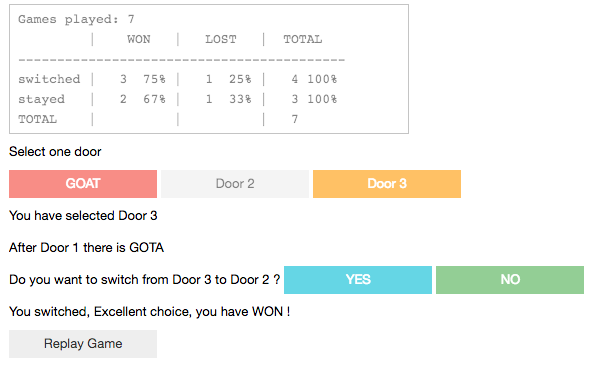 Games played: 7
| WON | LOST | TOTAL
------------------------------------------
switched | 3 75% | 1 25% | 4 100%
stayed | 2 67% | 1 33% | 3 100%
TOTAL | | | 7
Select one door
GOAT Door 2 Door 3
You have selected Door 3
After Door 1 there is GOTA
Do you want to switch from Door 3 to Door 2 ? YES NO
You switched, Excellent choice, you have WON !
Replay Game